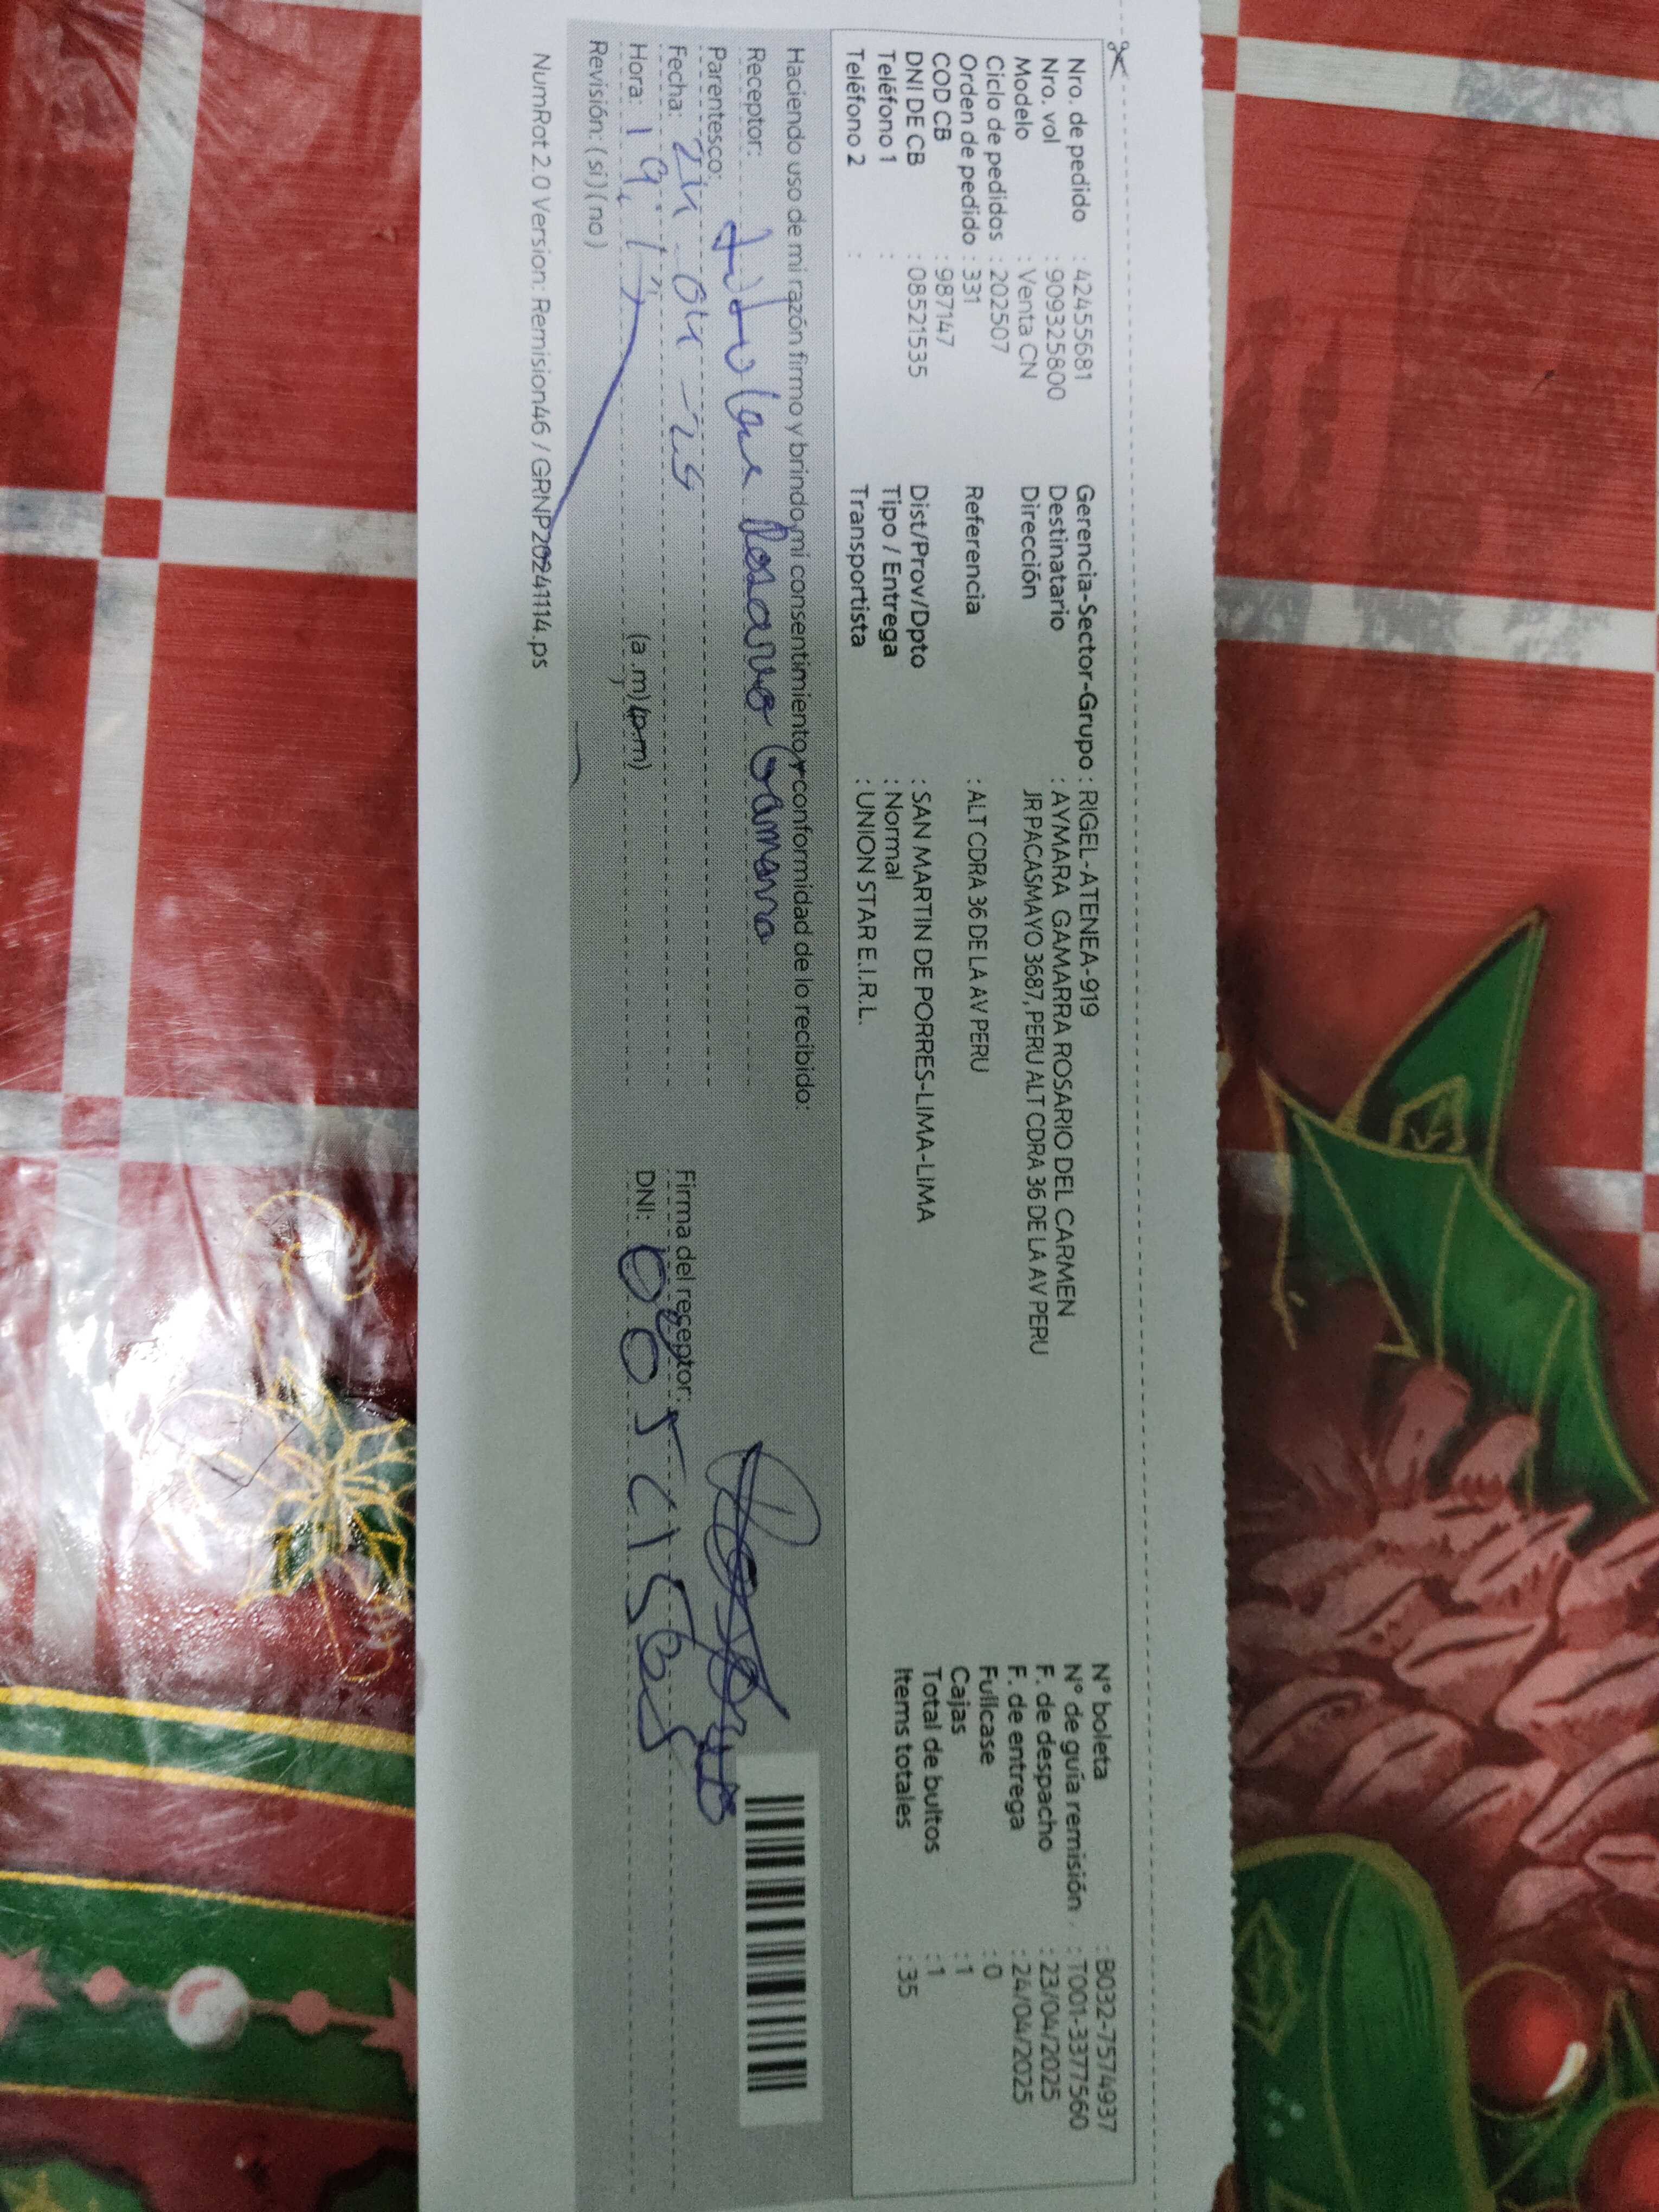 Nro. de pedido : 42455681
Nro. vol : 909325800
Modelo : Venta CN
Ciclo de pedidos : 202507
Orden de pedido : 331
COD CB : 987147
DNI DE CB : 08521535
Teléfono 1 :
Teléfono 2 :
Gerencia-Sector-Grupo : RIGEL-ATENEA-919
Destinatario : AYMARA GAMARRA ROSARIO DEL CARMEN
Dirección JR PACASMAYO 3687, PERU ALT CDRA 36 DE LA AV PERU
Referencia : ALT CDRA 36 DE LA AV PERU
Dist/Prov/Dpto : SAN MARTIN DE PORRES-LIMA-LIMA
Tipo / Entrega : Normal
Transportista : UNION STAR E.I.R.L.
N° boleta : B032-7574937
N° de guía remisión : T001-3377560
F. de despacho : 23/04/2025
F. de entrega : 24/04/2025
Fullcase : 0
Cajas : 1
Total de bultos : 1
Items totales : 35
Haciendo uso de mi razón firmo y brindo mi consentimiento y conformidad de lo recibido:
Receptor: Rosario Gamarra
Parentesco:
Fecha:
Hora: (a.m) (p.m)
Revisión: ( si ) ( no )
Firma del receptor:
DNI:
NumRot 2.0 Version: Remision46 / GRNP20241114.ps